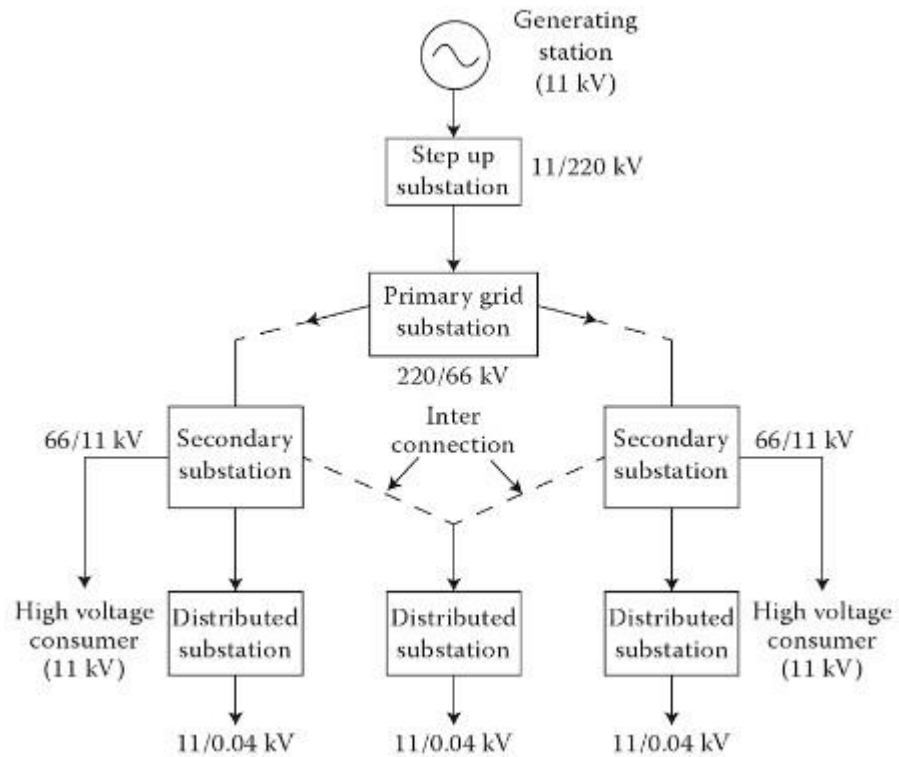 Generating
station
(11 kV)
Step up
substation
11/220 kV
Primary grid
substation
220/66 kV
Inter
connection
66/11 kV
Secondary
substation
Secondary
substation
66/11 kV
High voltage
consumer
(11 kV)
Distributed
substation
Distributed
substation
Distributed
substation
High voltage
consumer
(11 kV)
11/0.04 kV
11/0.04 kV
11/0.04 kV